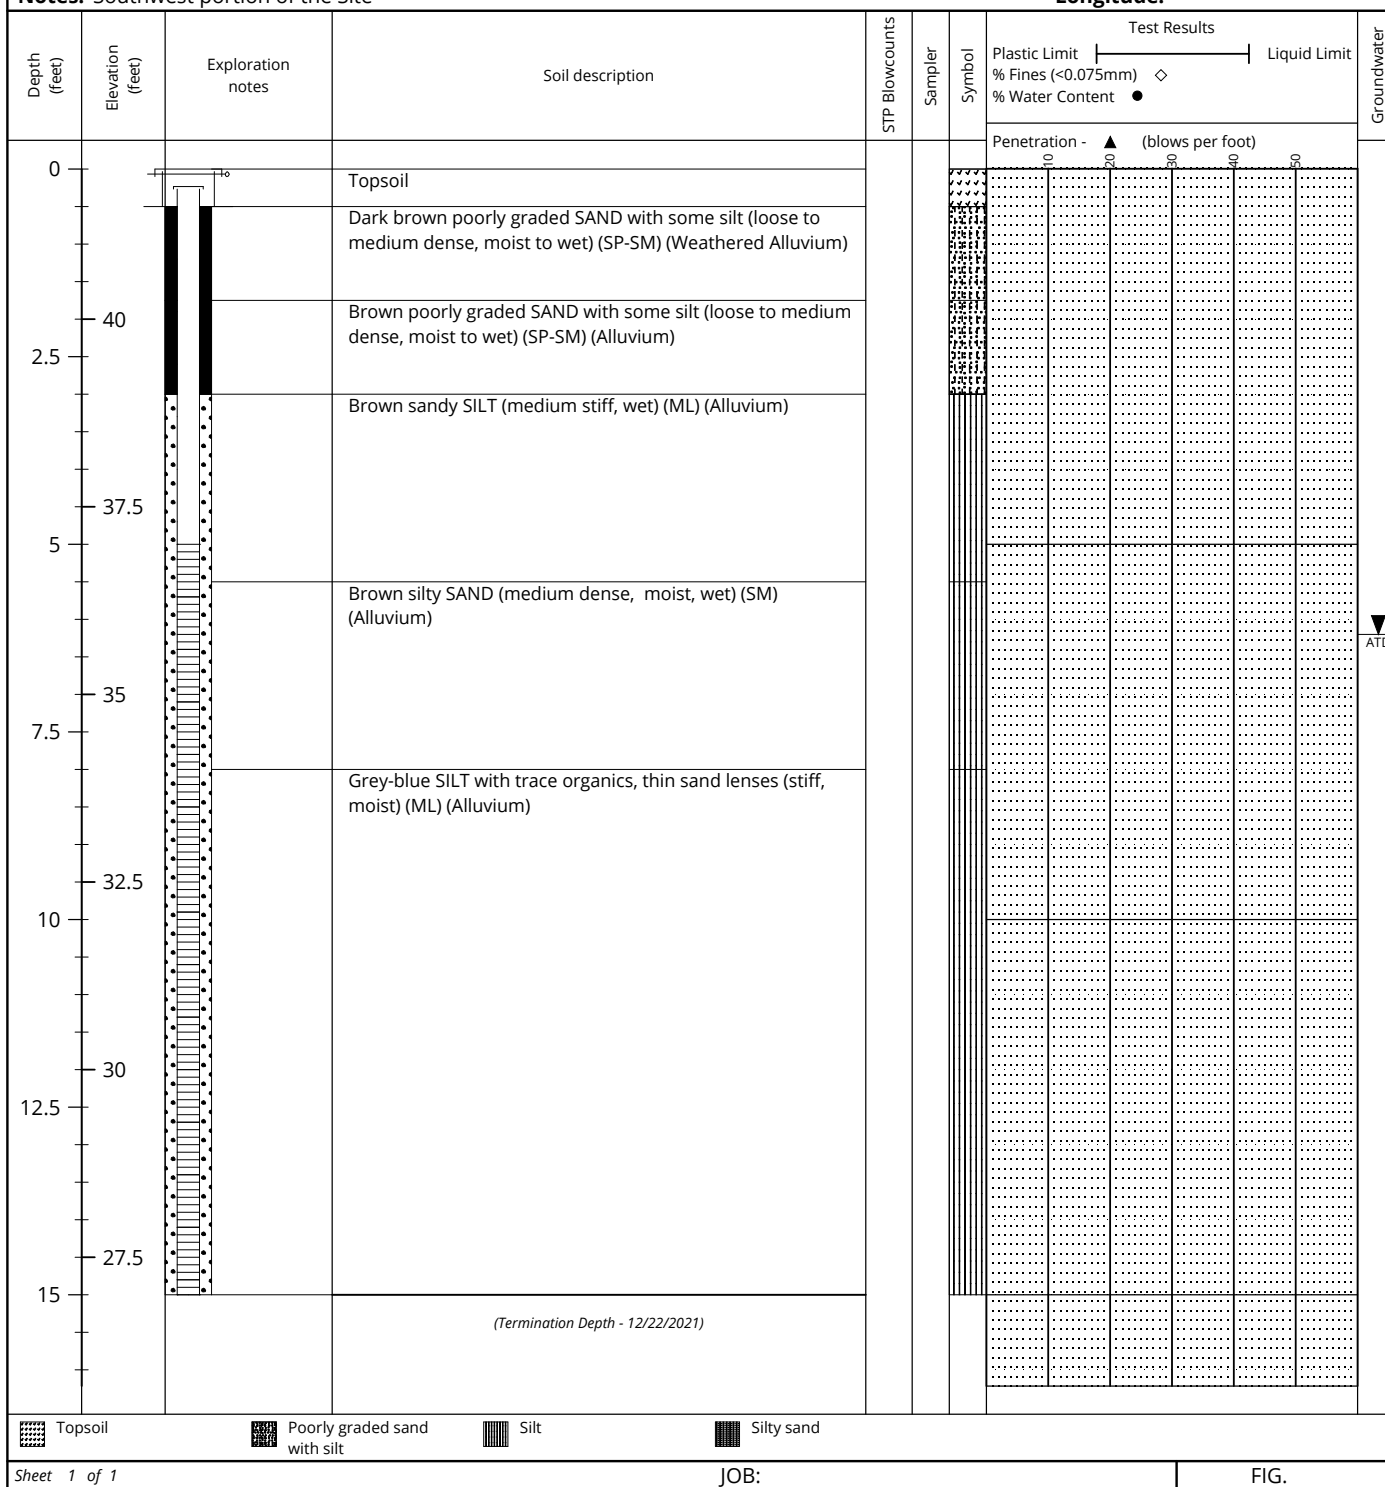 Notes: Southwest portion of the Site
Longitude:
Depth
(feet)
Elevation
(feet)
Exploration
notes
Soil description
STP Blowcounts
Sampler
Symbol
Test Results
Plastic Limit Liquid Limit
% Fines (<0.075mm) ◇
% Water Content ●
Penetration - ▲ (blows per foot)
Groundwater
10 20 30 40 50
0
Topsoil
Dark brown poorly graded SAND with some silt (loose to
medium dense, moist to wet) (SP-SM) (Weathered Alluvium)
Brown poorly graded SAND with some silt (loose to medium
dense, moist to wet) (SP-SM) (Alluvium)
40
2.5
Brown sandy SILT (medium stiff, wet) (ML) (Alluvium)
37.5
5
Brown silty SAND (medium dense, moist, wet) (SM)
(Alluvium)
ATD
35
7.5
Grey-blue SILT with trace organics, thin sand lenses (stiff,
moist) (ML) (Alluvium)
32.5
10
30
12.5
27.5
15
(Termination Depth - 12/22/2021)
Topsoil
Poorly graded sand
with silt
Silt
Silty sand
Sheet 1 of 1
JOB:
FIG.